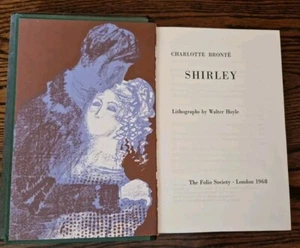 CHARLOTTE BRONTË
SHIRLEY
Lithographs by Walter Hoyle
The Folio Society · London 1968